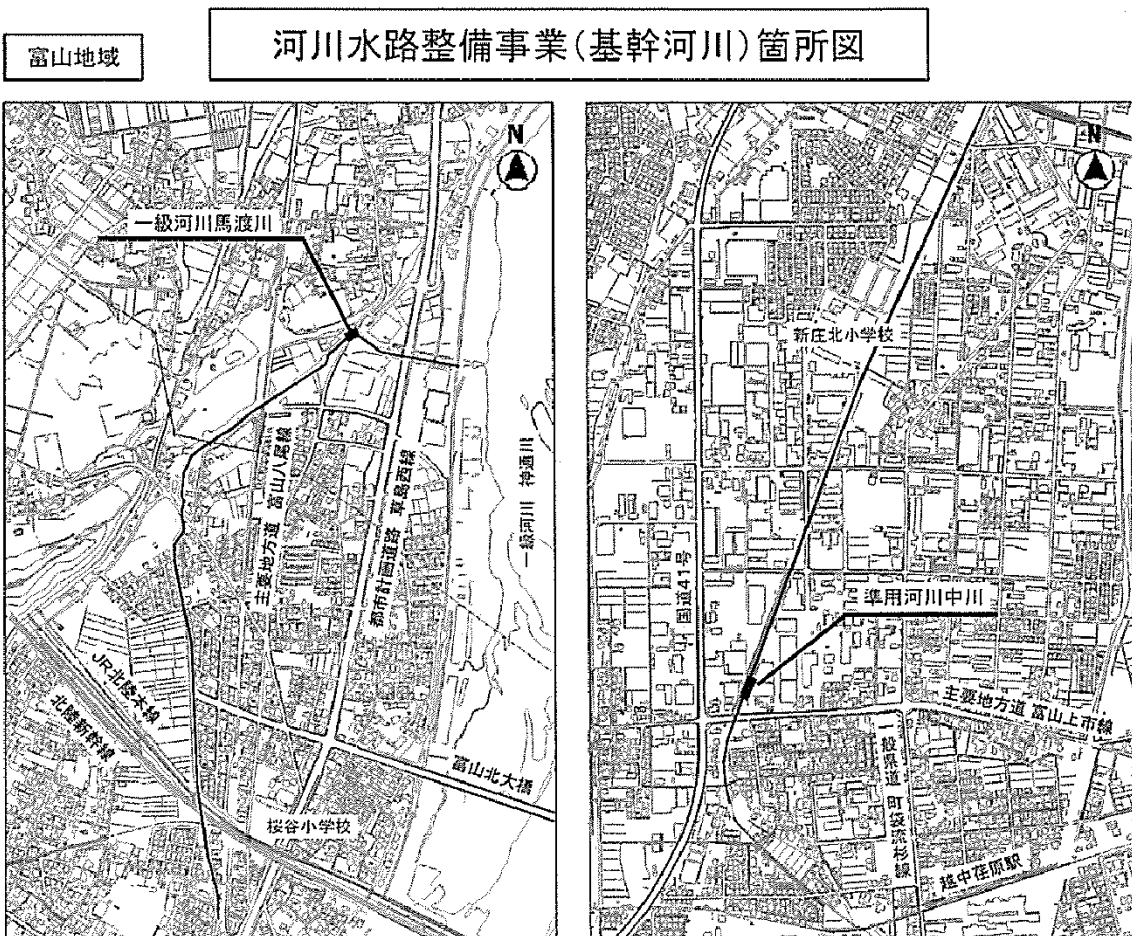 富山地域
河川水路整備事業(基幹河川)箇所図
N
一級河川馬渡川
主要地方道 富山八尾線
都市計画道路 草島西線
一級河川 神通川
JR北陸本線
北陸新幹線
富山北大橋
桜谷小学校
N
新庄北小学校
国道41号
準用河川中川
主要地方道 富山上市線
一般県道 町袋流杉線
越中荏原駅